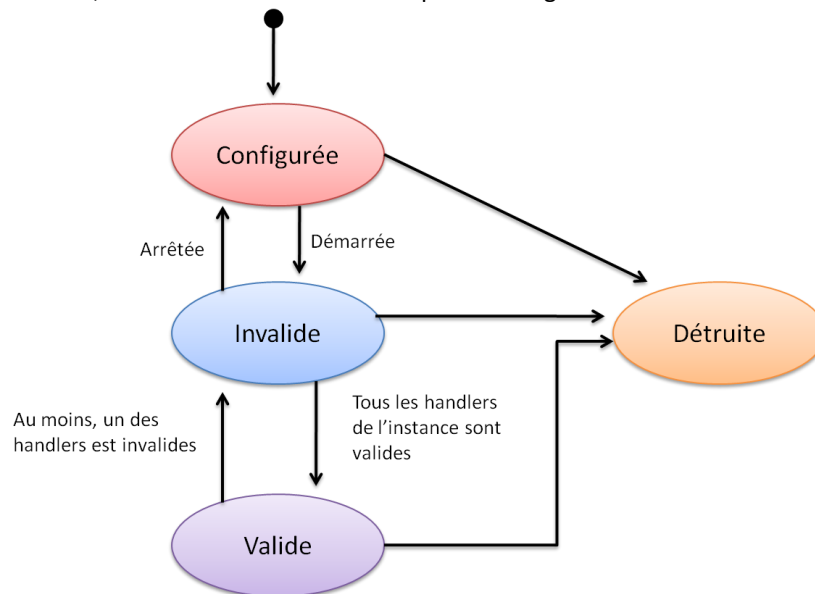 Configurée
Arrêtée
Démarrée
Invalide
Détruite
Au moins, un des
handlers est invalides
Tous les handlers
de l'instance sont
valides
Valide